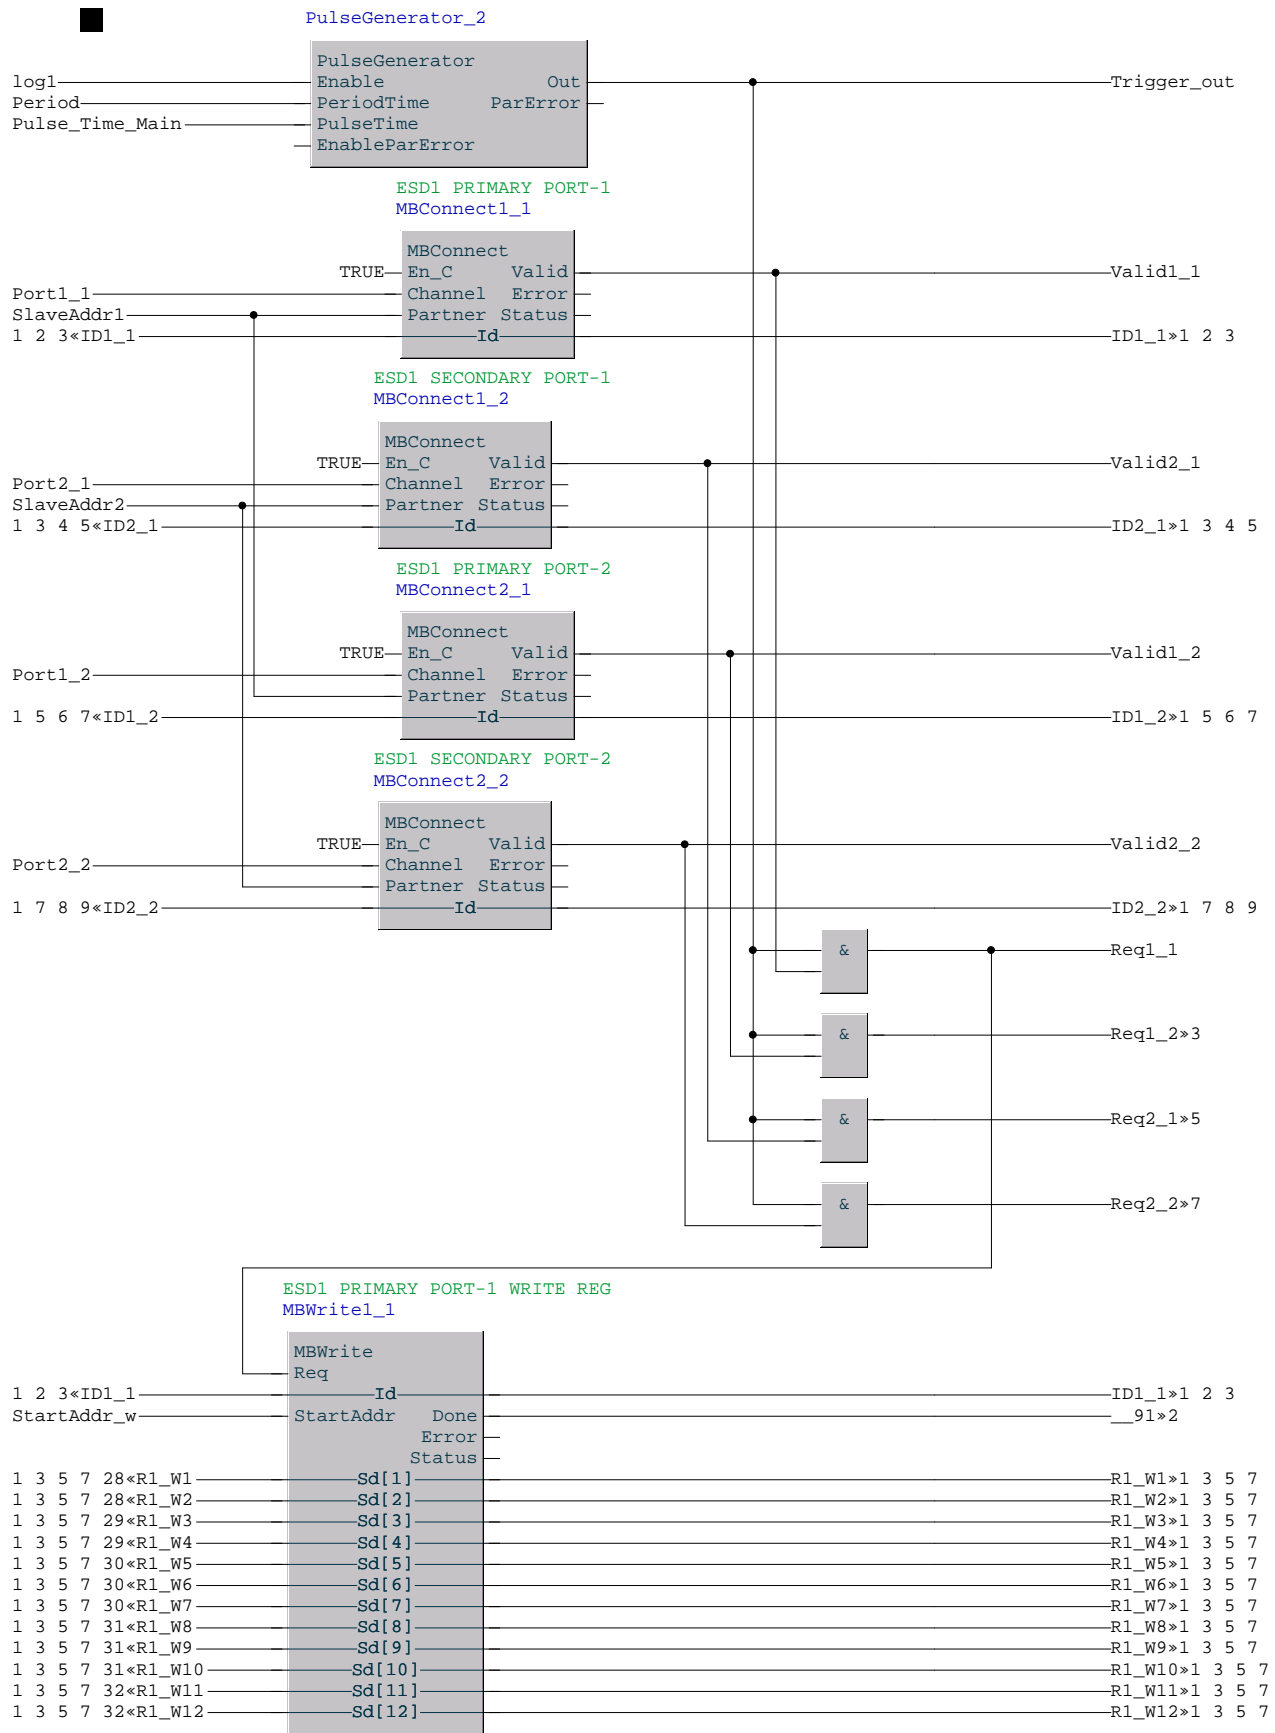 PulseGenerator_2
PulseGenerator
log1 Enable Out Trigger_out
Period PeriodTime ParError
Pulse_Time_Main PulseTime
EnableParError
ESD1 PRIMARY PORT-1
MBConnect1_1
MBConnect
TRUE En_C Valid Valid1_1
Port1_1 Channel Error
SlaveAddr1 Partner Status
1 2 3«ID1_1 Id ID1_1»1 2 3
ESD1 SECONDARY PORT-1
MBConnect1_2
MBConnect
TRUE En_C Valid Valid2_1
Port2_1 Channel Error
SlaveAddr2 Partner Status
1 3 4 5«ID2_1 Id ID2_1»1 3 4 5
ESD1 PRIMARY PORT-2
MBConnect2_1
MBConnect
TRUE En_C Valid Valid1_2
Port1_2 Channel Error
Partner Status
1 5 6 7«ID1_2 Id ID1_2»1 5 6 7
ESD1 SECONDARY PORT-2
MBConnect2_2
MBConnect
TRUE En_C Valid Valid2_2
Port2_2 Channel Error
Partner Status
1 7 8 9«ID2_2 Id ID2_2»1 7 8 9
& Req1_1
& Req1_2»3
& Req2_1»5
& Req2_2»7
ESD1 PRIMARY PORT-1 WRITE REG
MBWrite1_1
MBWrite
Req
1 2 3«ID1_1 Id ID1_1»1 2 3
StartAddr_w StartAddr Done __91»2
Error
Status
1 3 5 7 28«R1_W1 Sd[1] R1_W1»1 3 5 7
1 3 5 7 28«R1_W2 Sd[2] R1_W2»1 3 5 7
1 3 5 7 29«R1_W3 Sd[3] R1_W3»1 3 5 7
1 3 5 7 29«R1_W4 Sd[4] R1_W4»1 3 5 7
1 3 5 7 30«R1_W5 Sd[5] R1_W5»1 3 5 7
1 3 5 7 30«R1_W6 Sd[6] R1_W6»1 3 5 7
1 3 5 7 30«R1_W7 Sd[7] R1_W7»1 3 5 7
1 3 5 7 31«R1_W8 Sd[8] R1_W8»1 3 5 7
1 3 5 7 31«R1_W9 Sd[9] R1_W9»1 3 5 7
1 3 5 7 31«R1_W10 Sd[10] R1_W10»1 3 5 7
1 3 5 7 32«R1_W11 Sd[11] R1_W11»1 3 5 7
1 3 5 7 32«R1_W12 Sd[12] R1_W12»1 3 5 7